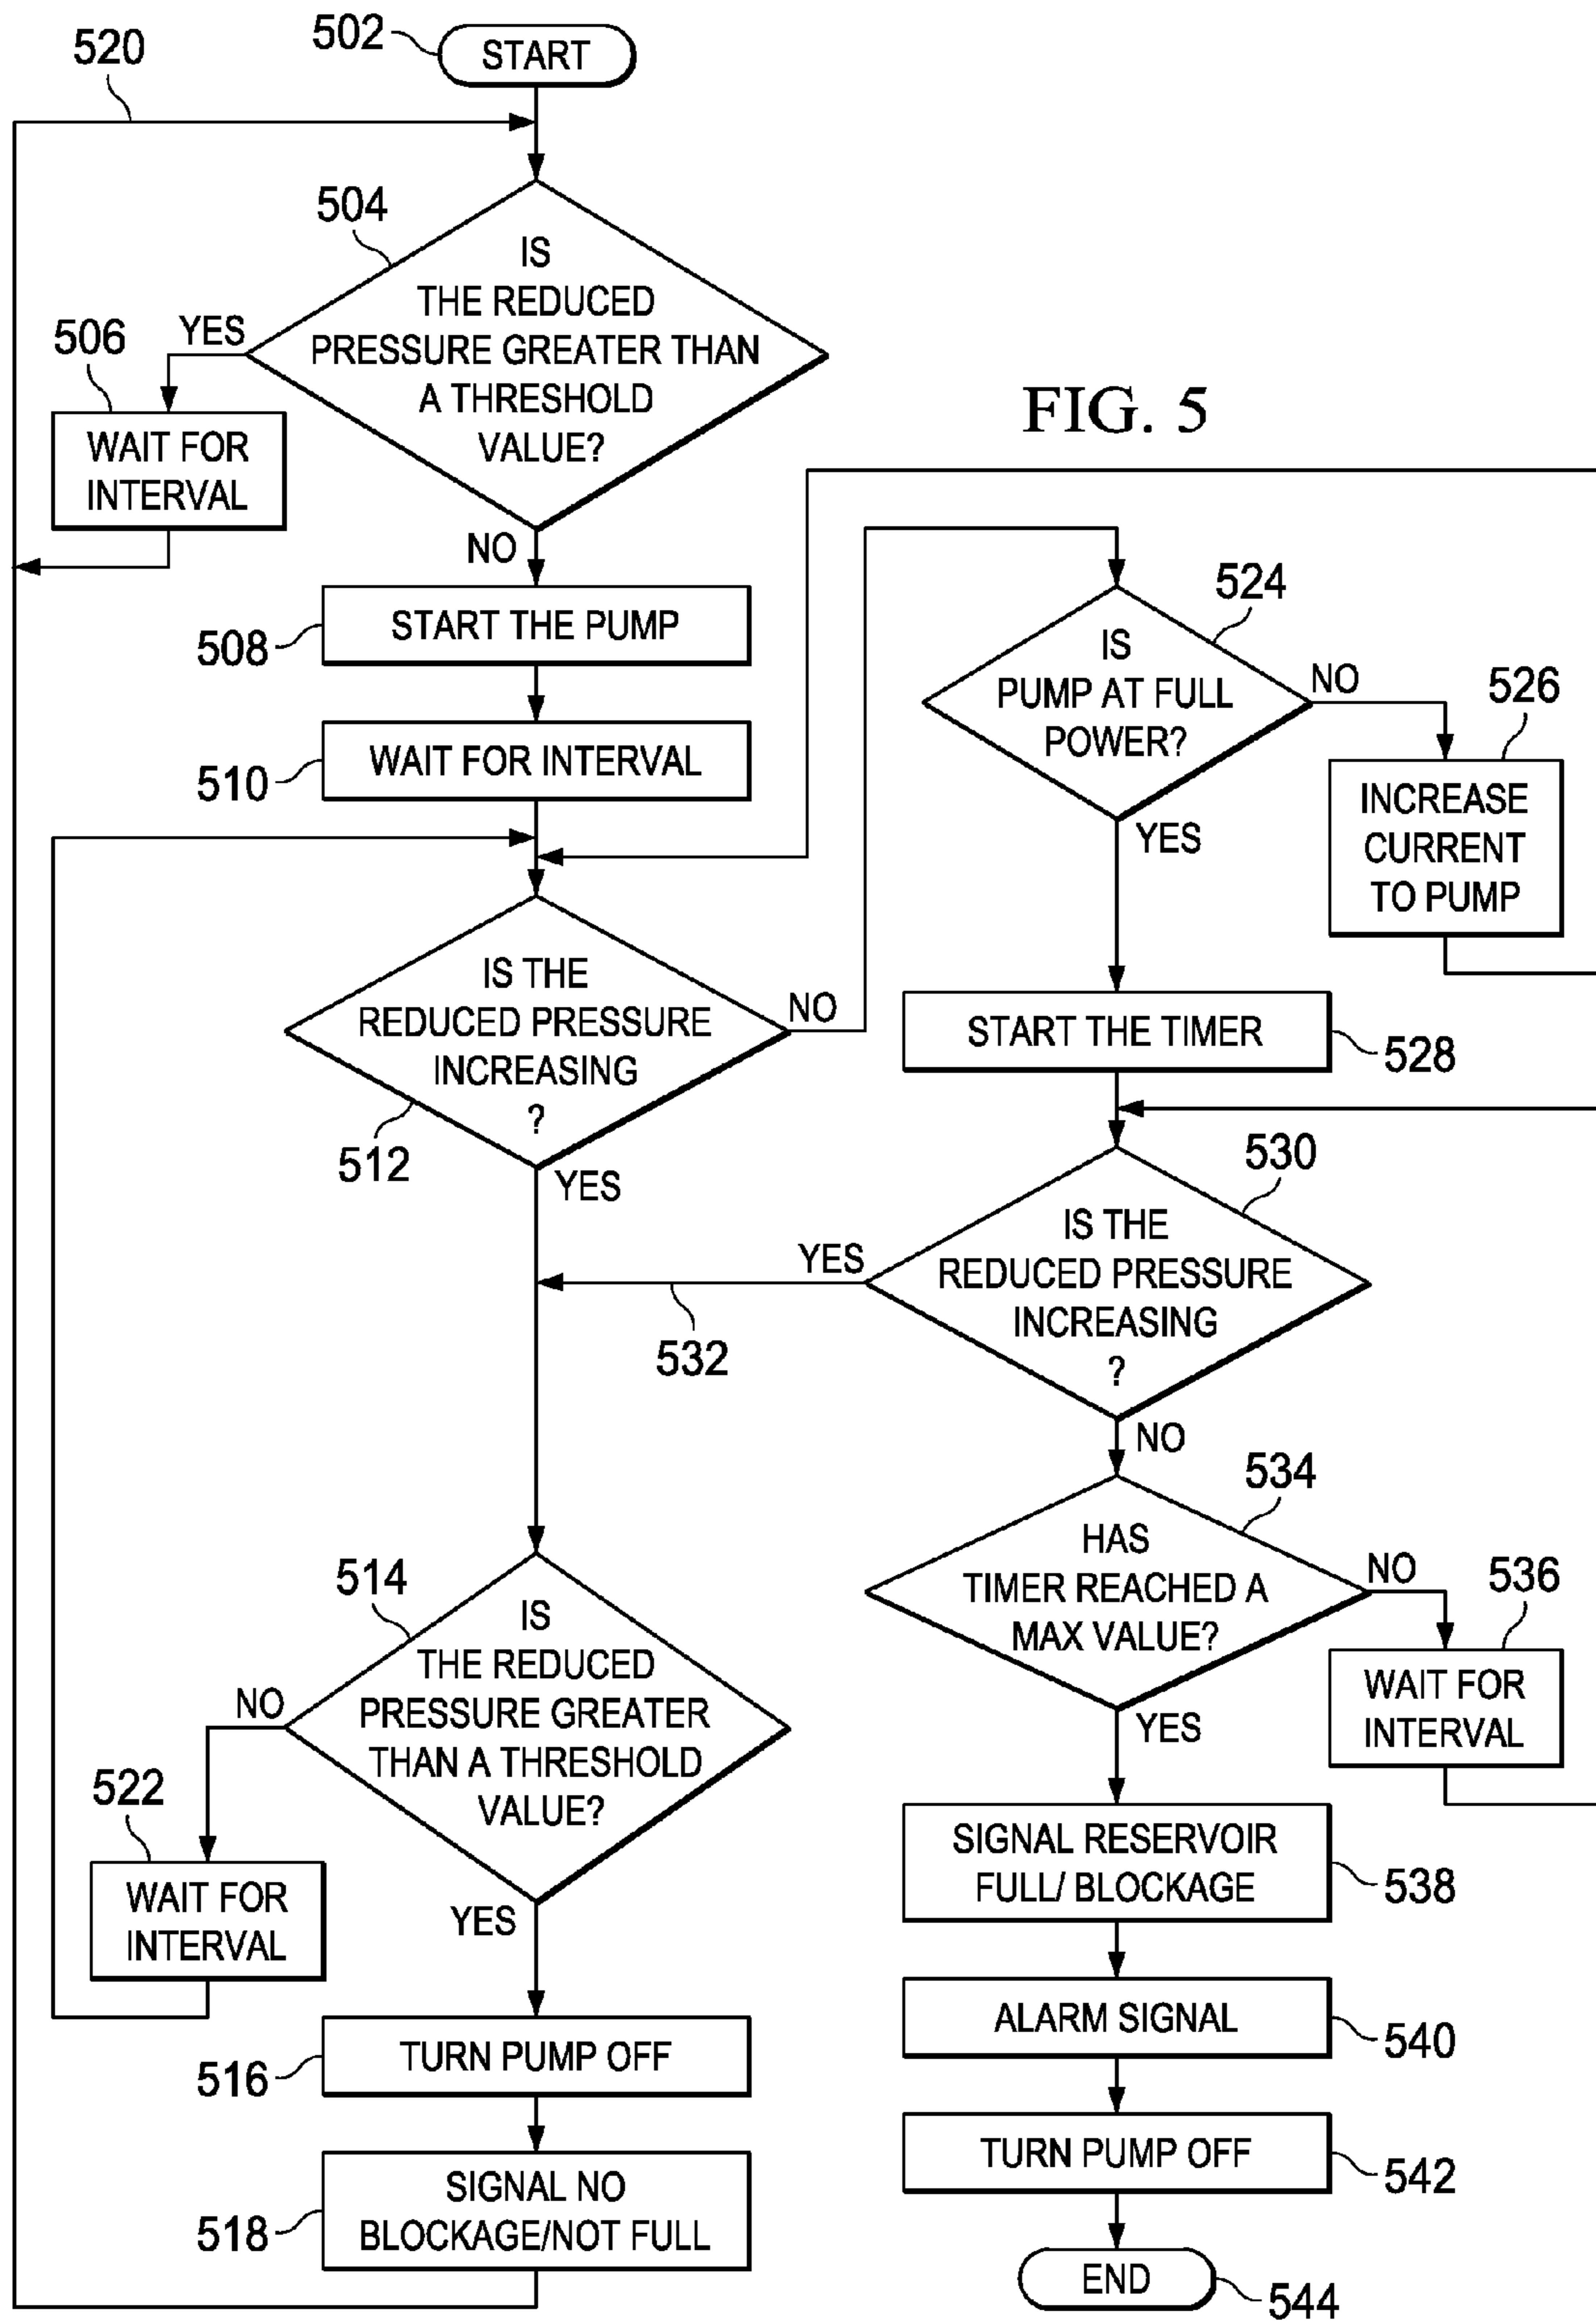 520
502
START
504
IS
THE REDUCED
PRESSURE GREATER THAN
A THRESHOLD
VALUE?
YES
506
WAIT FOR
INTERVAL
NO
FIG. 5
START THE PUMP
508
WAIT FOR INTERVAL
510
IS THE
REDUCED PRESSURE
INCREASING
?
512
NO
YES
524
IS
PUMP AT FULL
POWER?
NO
526
INCREASE
CURRENT
TO PUMP
YES
START THE TIMER
528
530
IS THE
REDUCED PRESSURE
INCREASING
?
YES
532
NO
534
HAS
TIMER REACHED A
MAX VALUE?
NO
536
WAIT FOR
INTERVAL
YES
514
IS
THE REDUCED
PRESSURE GREATER
THAN A THRESHOLD
VALUE?
NO
522
WAIT FOR
INTERVAL
YES
TURN PUMP OFF
516
SIGNAL NO
BLOCKAGE/NOT FULL
518
SIGNAL RESERVOIR
FULL/ BLOCKAGE
538
ALARM SIGNAL
540
TURN PUMP OFF
542
END
544